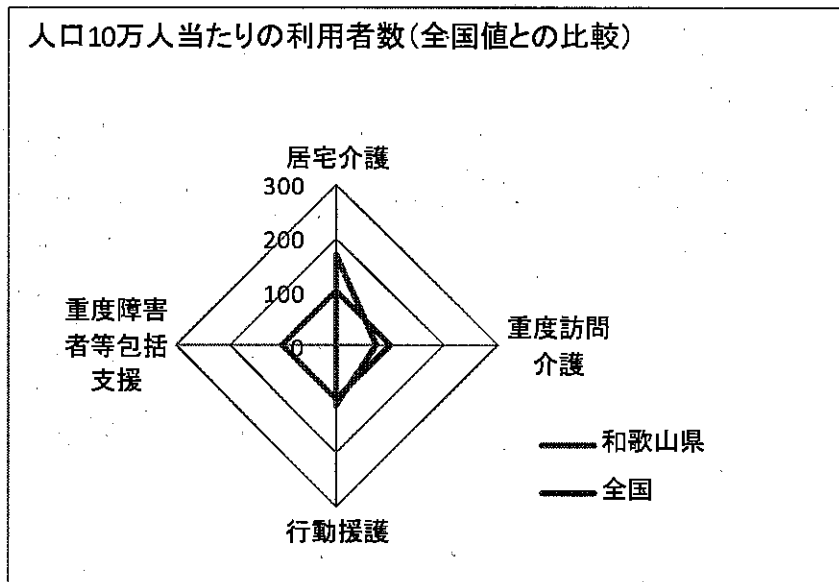 人口10万人当たりの利用者数(全国値との比較)
居宅介護
300
200
100
0
重度障害
者等包括
支援
重度訪問
介護
行動援護
和歌山県
全国